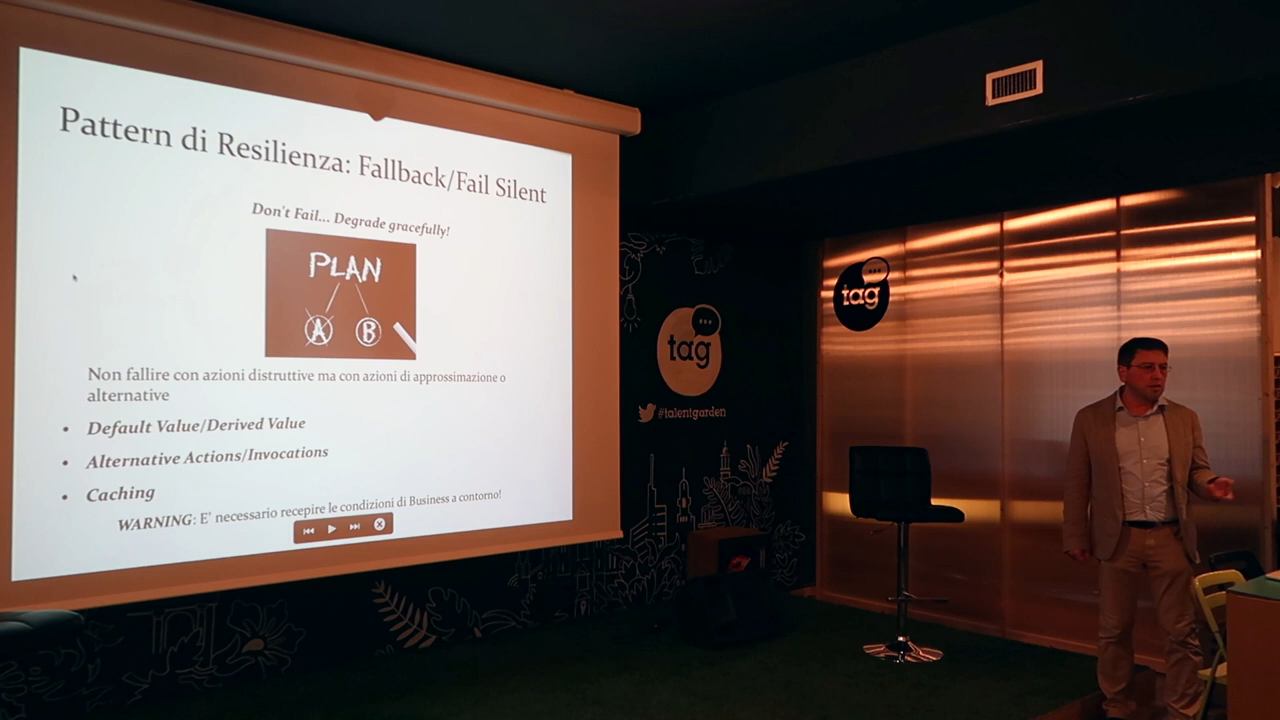 Pattern di Resilienza: Fallback/Fail Silent
Don't Fail... Degrade gracefully!
PLAN
A B
Non fallire con azioni distruttive ma con azioni di approssimazione o
alternative
• Default Value/Derived Value
• Alternative Actions/Invocations
• Caching
WARNING: E' necessario recepire le condizioni di Business a contorno!
tag
#talentgarden
tag